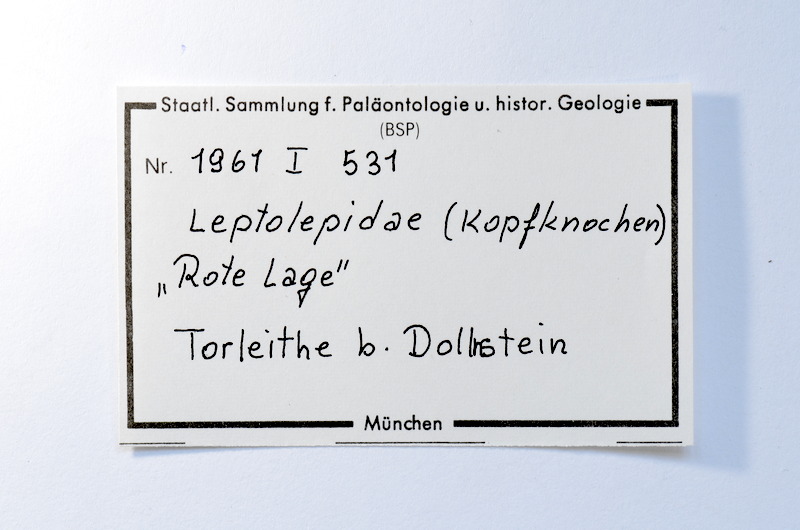 Staatl. Sammlung f. Paläontologie u. histor. Geologie
(BSP)
Nr. 1961 I 531
Leptolepidae (Kopfknochen)
„Rote Lage"
Torleithe b. Dollnstein
München